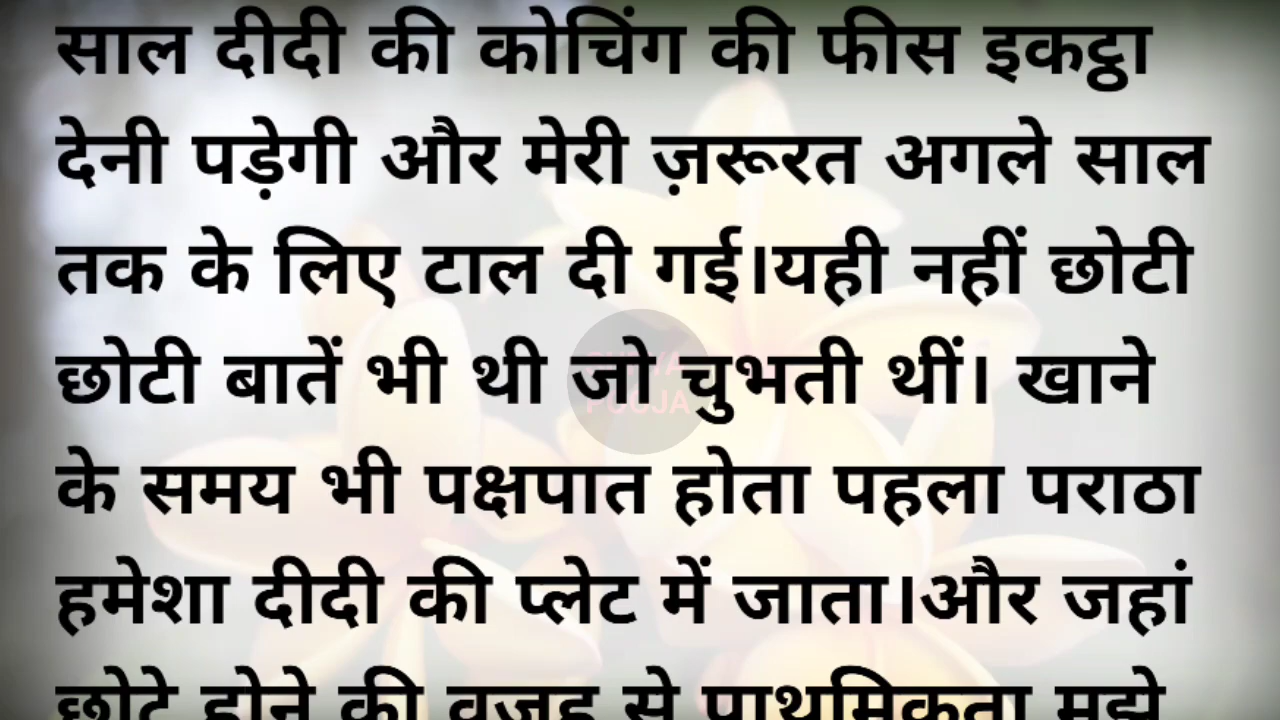 साल दीदी की कोचिंग की फीस इकट्ठा
देनी पड़ेगी और मेरी ज़रूरत अगले साल
तक के लिए टाल दी गई।यही नहीं छोटी
छोटी बातें भी थी जो चुभती थीं। खाने
के समय भी पक्षपात होता पहला पराठा
हमेशा दीदी की प्लेट में जाता।और जहां
छोटे होने की वजह से प्राथमिकता मुझे